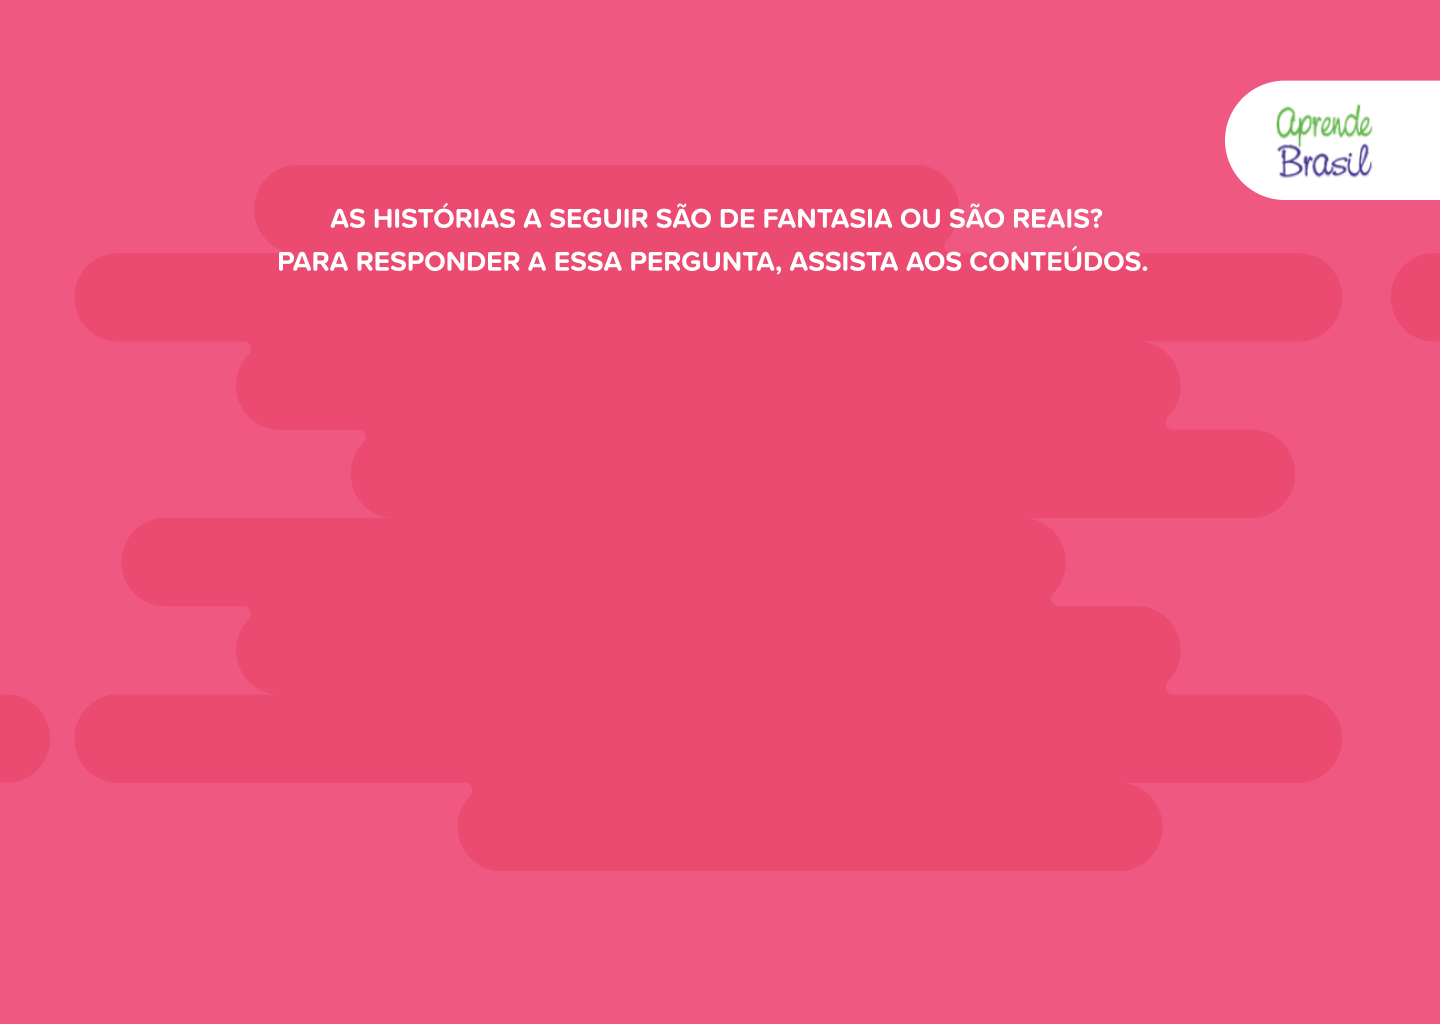 aprende
Brasil
AS HISTÓRIAS A SEGUIR SÃO DE FANTASIA OU SÃO REAIS?
PARA RESPONDER A ESSA PERGUNTA, ASSISTA AOS CONTEÚDOS.